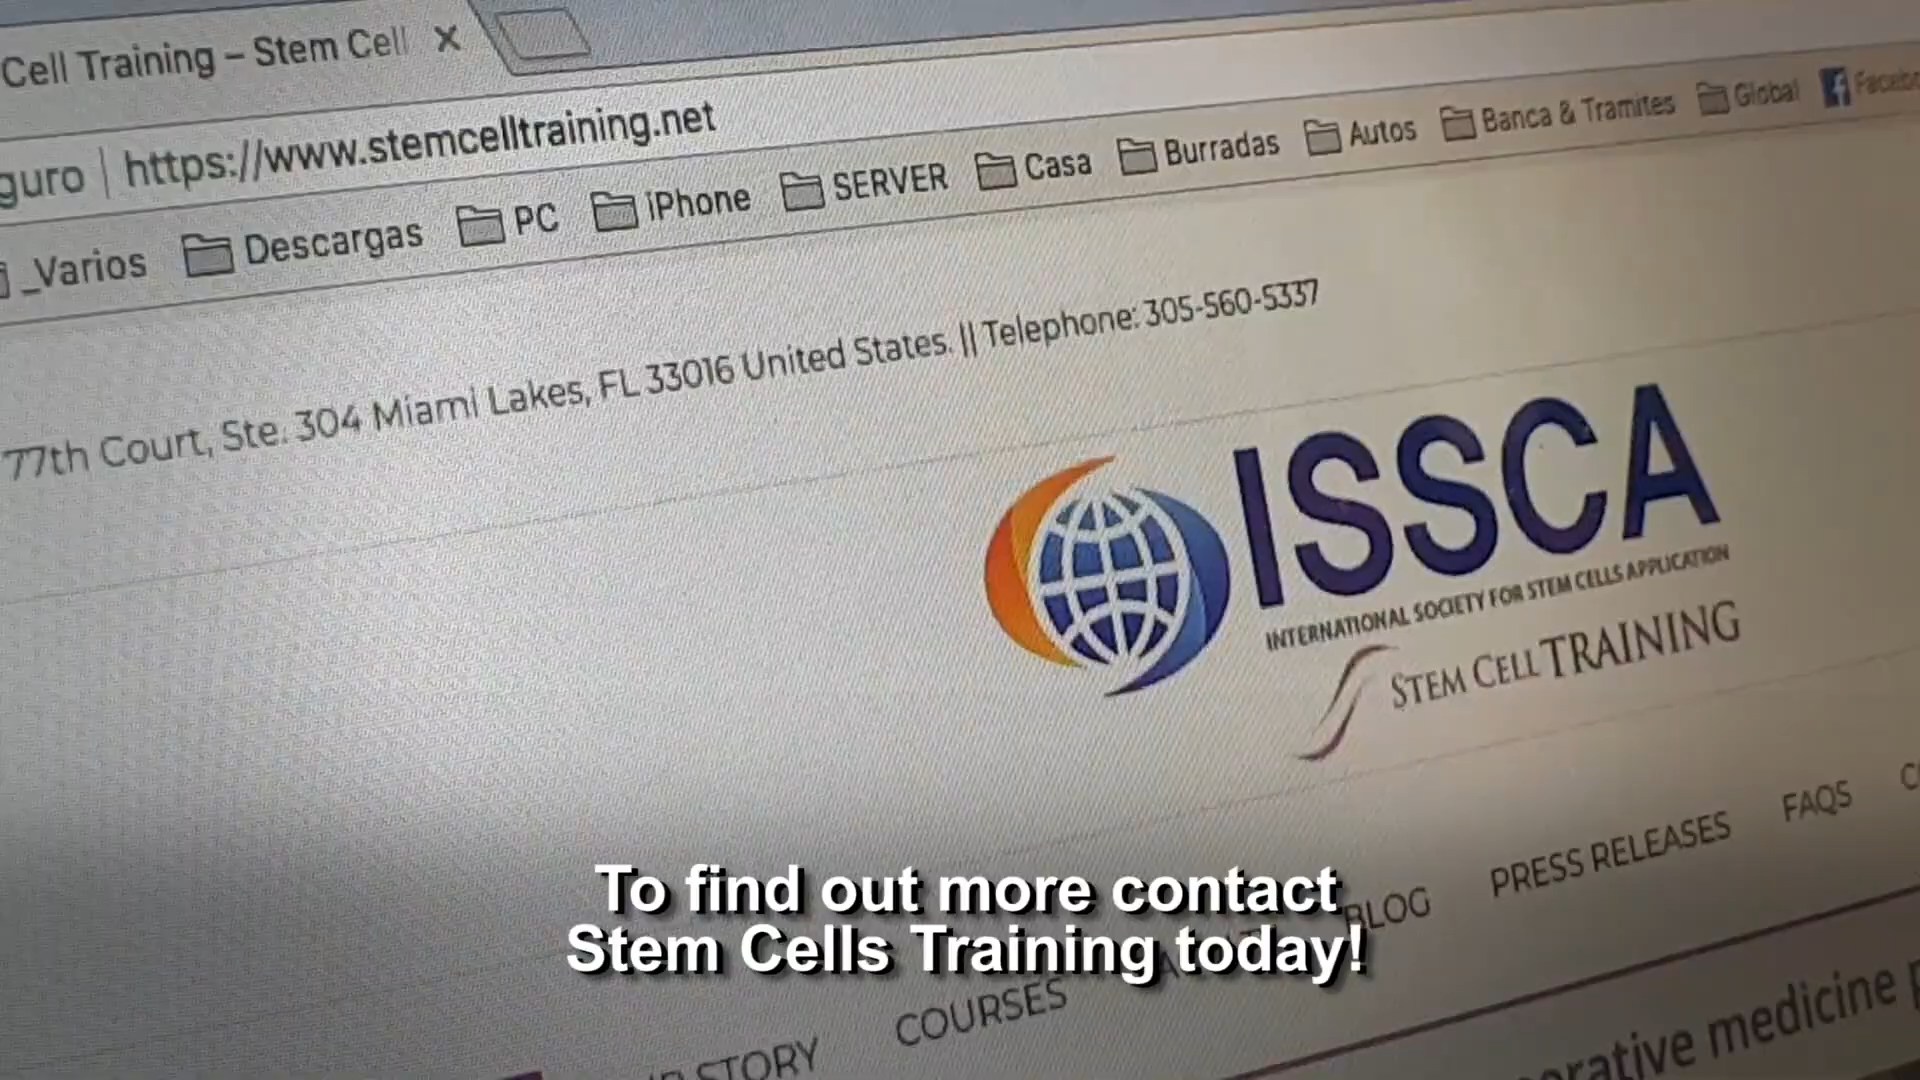 Cell Training – Stem Cell
guro | https://www.stemcelltraining.net
_Varios Descargas PC iPhone SERVER Casa Burradas Autos Banca & Tramites Global
77th Court, Ste. 304 Miami Lakes, FL 33016 United States. || Telephone: 305-560-5337
ISSCA
INTERNATIONAL SOCIETY FOR STEM CELLS APPLICATION
STEM CELL TRAINING
STORY COURSES BLOG PRESS RELEASES FAQS
medicine
To find out more contact
Stem Cells Training today!